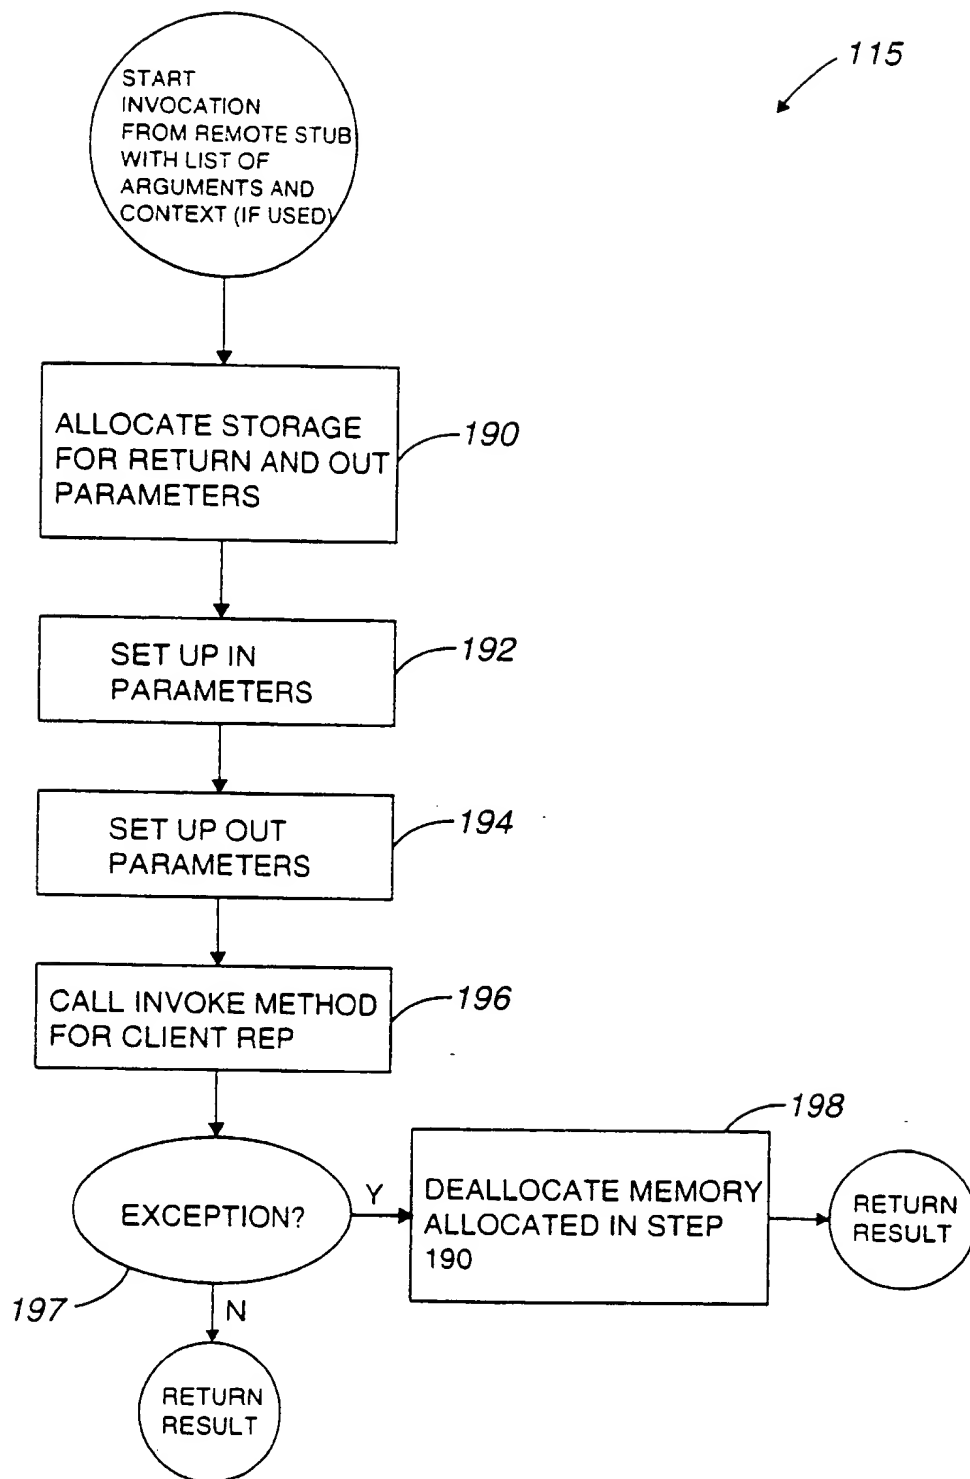 START
INVOCATION
FROM REMOTE STUB
WITH LIST OF
ARGUMENTS AND
CONTEXT (IF USED)
115
ALLOCATE STORAGE
FOR RETURN AND OUT
PARAMETERS
190
SET UP IN
PARAMETERS
192
SET UP OUT
PARAMETERS
194
CALL INVOKE METHOD
FOR CLIENT REP
196
EXCEPTION?
197
Y
N
DEALLOCATE MEMORY
ALLOCATED IN STEP
190
198
RETURN
RESULT
RETURN
RESULT